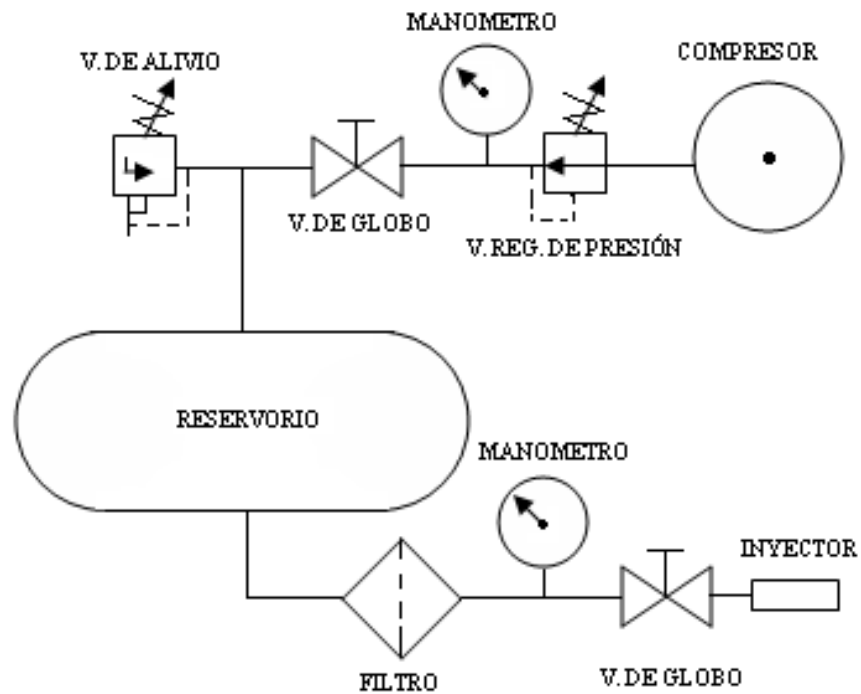 MANOMETRO
V. DE ALIVIO
COMPRESOR
V. DE GLOBO
V. REG. DE PRESIÓN
RESERVORIO
MANOMETRO
INYECTOR
FILTRO
V. DE GLOBO